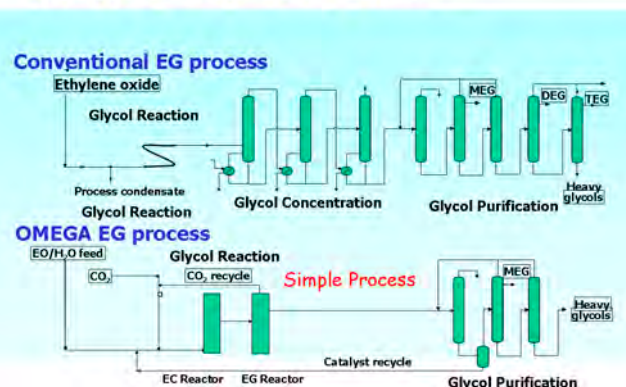 Conventional EG process
Ethylene oxide
Glycol Reaction
MEG
DEG
TEG
Process condensate
Glycol Reaction
Glycol Concentration
Glycol Purification
Heavy
glycols
OMEGA EG process
EO/H₂O feed
Glycol Reaction
CO₂
CO₂ recycle
Simple Process
MEG
Heavy
glycols
Catalyst recycle
EC Reactor
EG Reactor
Glycol Purification